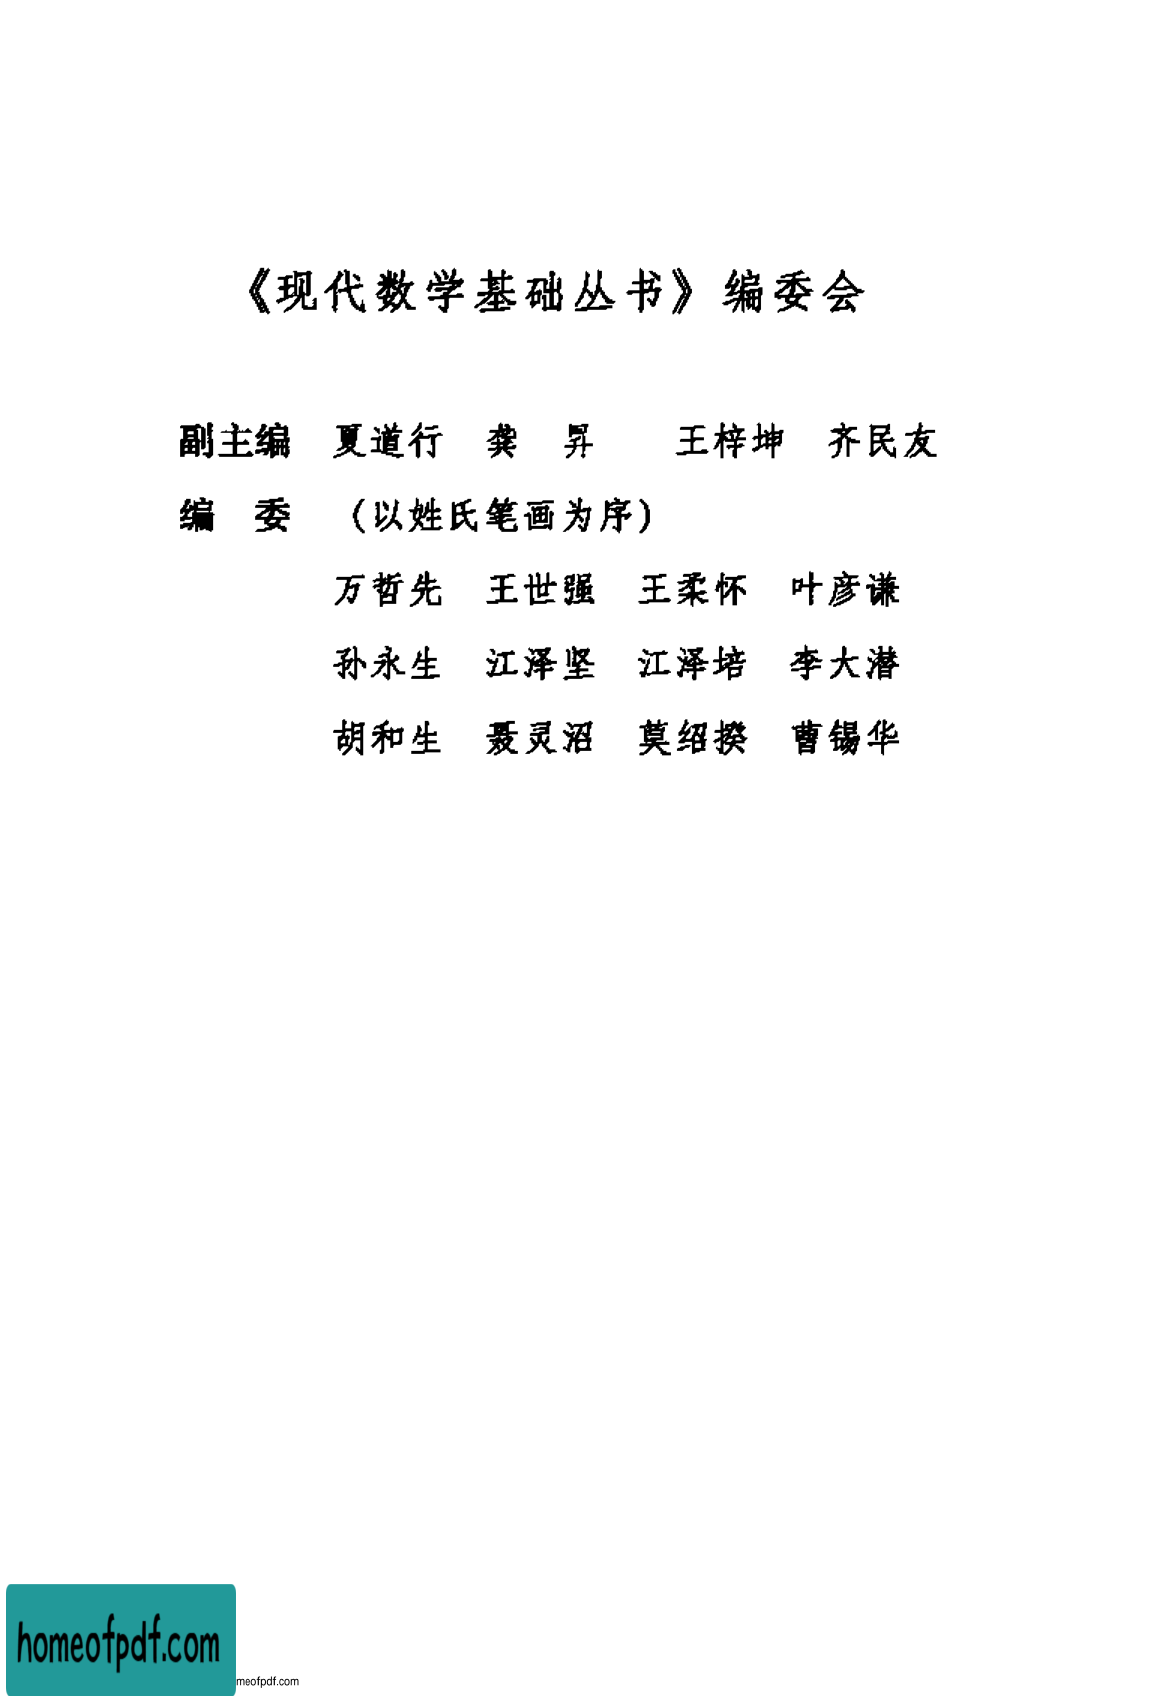 《现代数学基础丛书》编委会
副主编 夏道行 龚 昇 王梓坤 齐民友
编 委 (以姓氏笔画为序)
万哲先 王世强 王柔怀 叶彦谦
孙永生 江泽坚 江泽培 李大潜
胡和生 聂灵沼 莫绍揆 曹锡华
homeofpdf.com
meofpdf.com